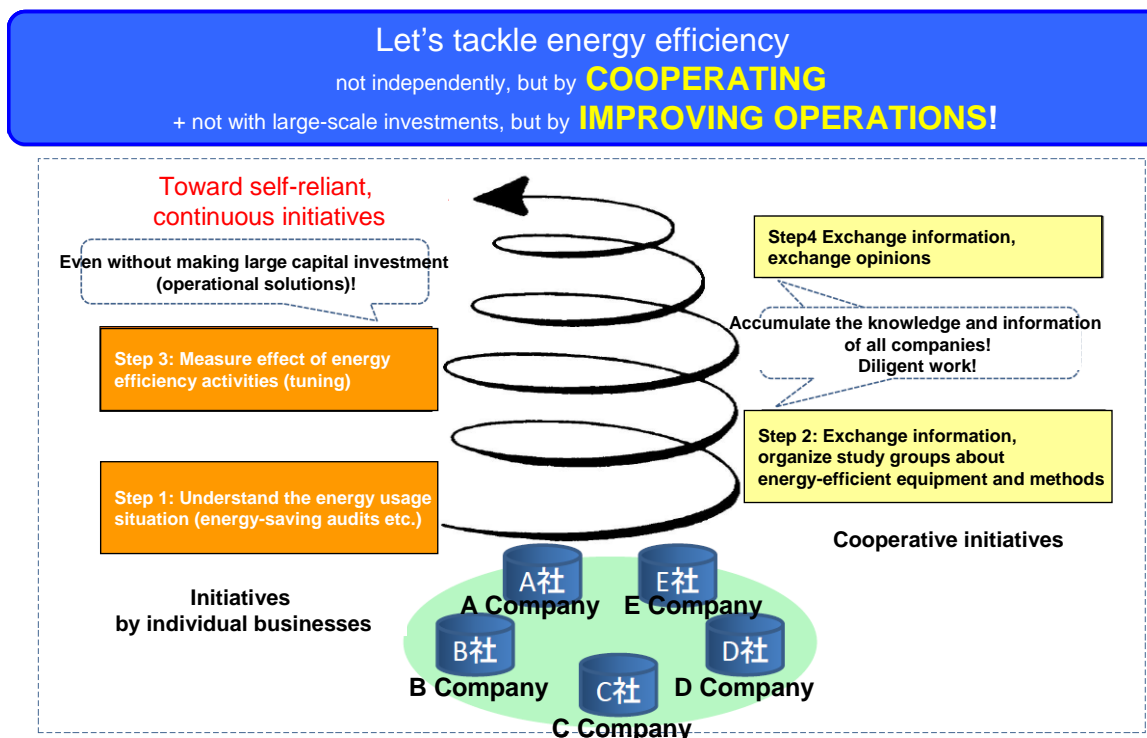 Let's tackle energy efficiency
not independently, but by COOPERATING
+ not with large-scale investments, but by IMPROVING OPERATIONS!
Toward self-reliant,
continuous initiatives
Even without making large capital investment
(operational solutions)!
Step 3: Measure effect of energy
efficiency activities (tuning)
Step 1: Understand the energy usage
situation (energy-saving audits etc.)
Initiatives
by individual businesses
Step4 Exchange information,
exchange opinions
Accumulate the knowledge and information
of all companies!
Diligent work!
Step 2: Exchange information,
organize study groups about
energy-efficient equipment and methods
Cooperative initiatives
A社
A Company
E社
E Company
B社
B Company
D社
D Company
C社
C Company